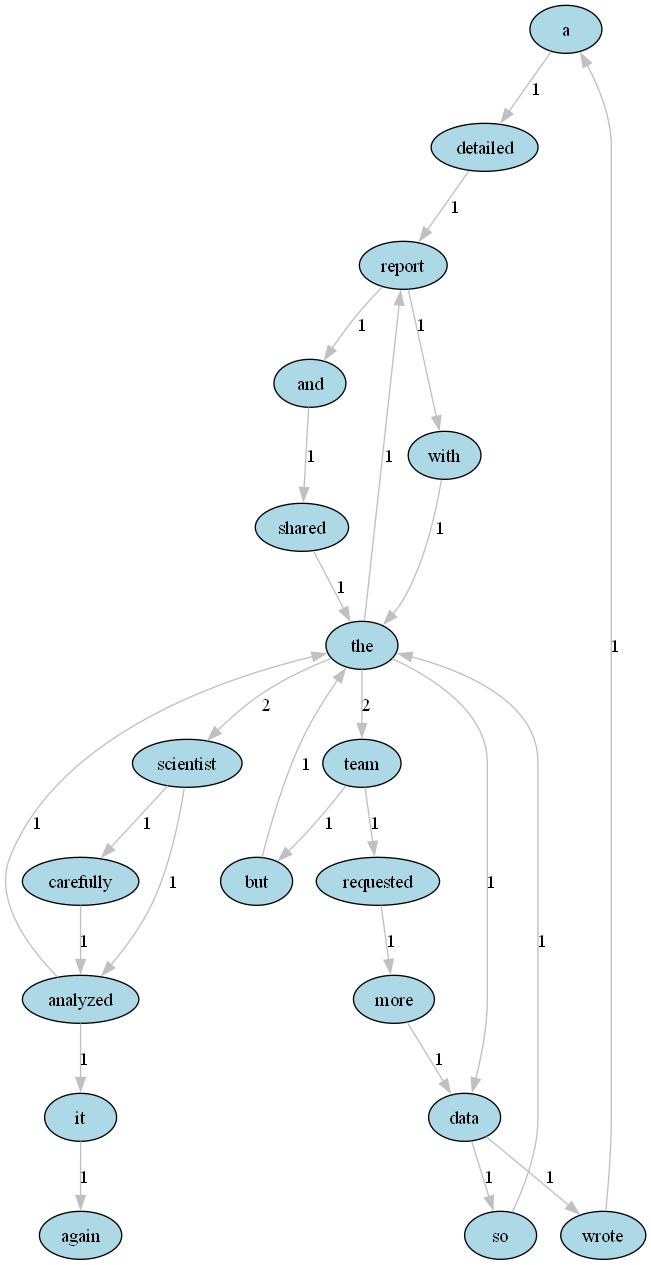 a
1
detailed
1
report
1 1
and
1 1
with
shared
1
1
the
2 2
scientist
team
1
1 1 1
carefully
but
requested
1
1 1
1
1 1
analyzed
more
1 1
it
data
1 1 1
again
so
wrote
1